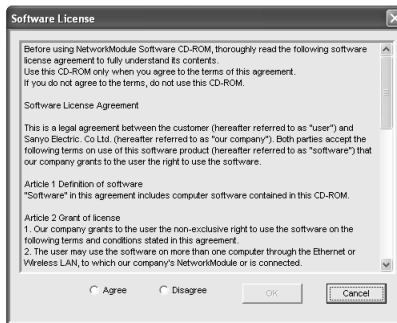 Software License
Before using NetworkModule Software CD-ROM, thoroughly read the following software
license agreement to fully understand its contents.
Use this CD-ROM only when you agree to the terms of this agreement.
If you do not agree to the terms, do not use this CD-ROM.
Software License Agreement
This is a legal agreement between the customer (hereafter referred to as "user") and
Sanyo Electric. Co Ltd. (hereafter referred to as "our company"). Both parties accept the
following terms on use of this software product (hereafter referred to as "software") that
our company grants to the user the right to use the software.
Article 1 Definition of software
"Software" in this agreement includes computer software contained in this CD-ROM.
Article 2 Grant of license
1. Our company grants to the user the non-exclusive right to use the software on the
following terms and conditions stated in this agreement.
2. The user may use the software on more than one computer through the Ethernet or
Wireless LAN, to which our company's NetworkModule or is connected.
Agree Disagree OK Cancel